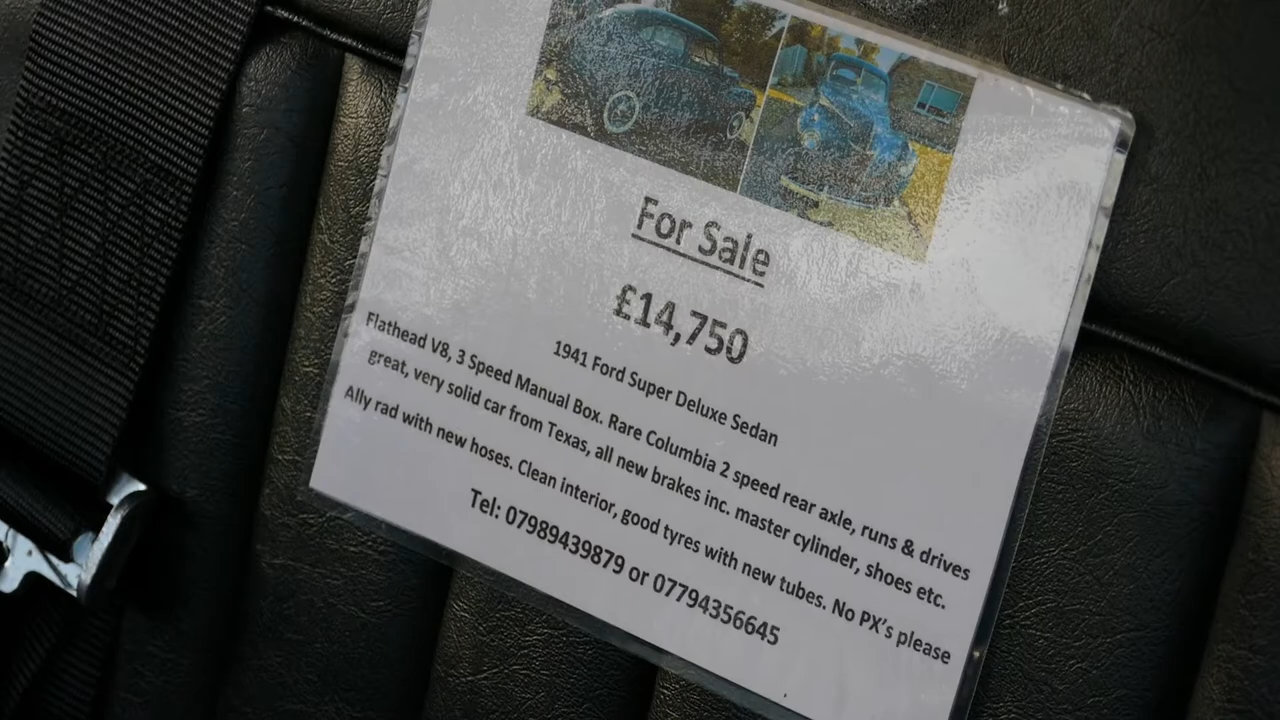 For Sale
£14,750
1941 Ford Super Deluxe Sedan
Flathead V8, 3 Speed Manual Box. Rare Columbia 2 speed rear axle, runs & drives
great, very solid car from Texas, all new brakes inc. master cylinder, shoes etc.
Ally rad with new hoses. Clean interior, good tyres with new tubes. No PX's please
Tel: 07989439879 or 07794356645